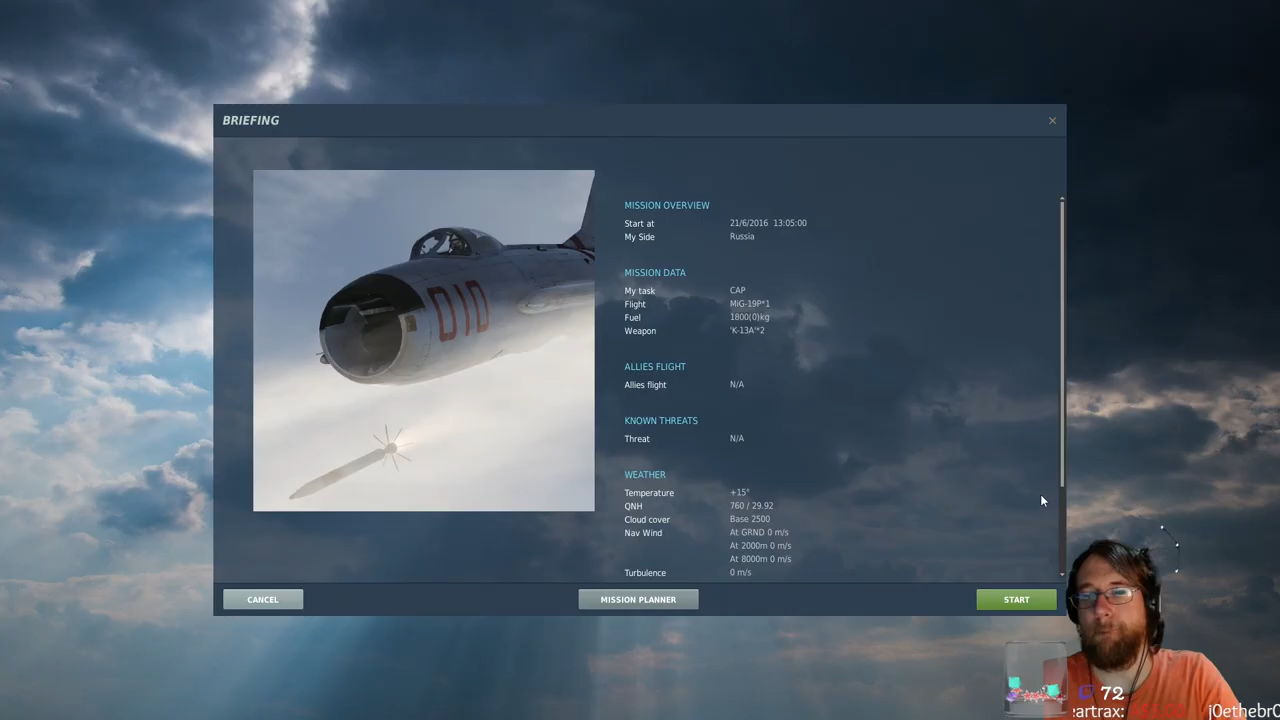 BRIEFING
×
010
MISSION OVERVIEW
Start at 21/6/2016 13:05:00
My Side Russia
MISSION DATA
My task CAP
Flight MiG-19P*1
Fuel 1800(0)kg
Weapon 'K-13A'*2
ALLIES FLIGHT
Allies flight N/A
KNOWN THREATS
Threat N/A
WEATHER
Temperature +15°
QNH 760 / 29.92
Cloud cover Base 2500
Nav Wind At GRND 0 m/s
At 2000m 0 m/s
At 8000m 0 m/s
Turbulence 0 m/s
CANCEL MISSION PLANNER START
72
eartrax: j0ethebr0